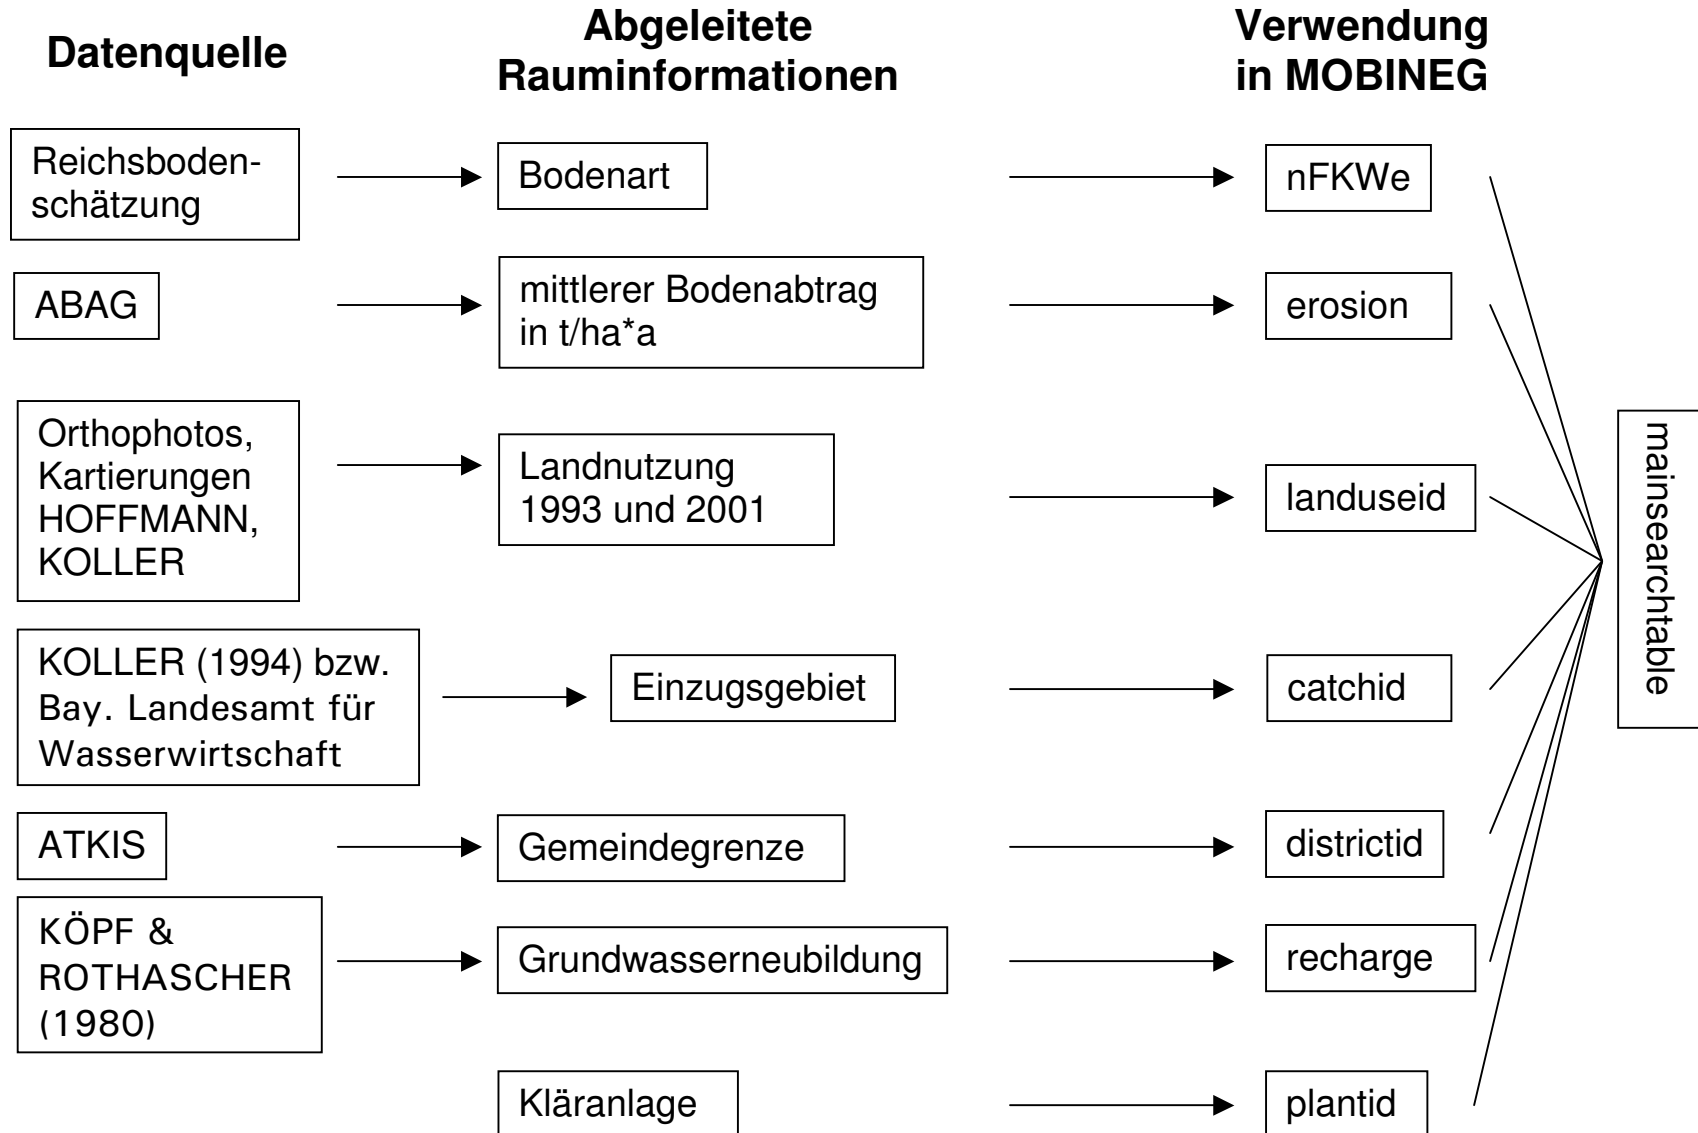 Datenquelle
Abgeleitete
Rauminformationen
Verwendung
in MOBINEG
Reichsboden-
schätzung
Bodenart
nFKWe
ABAG
mittlerer Bodenabtrag
in t/ha*a
erosion
Orthophotos,
Kartierungen
HOFFMANN,
KOLLER
Landnutzung
1993 und 2001
landuseid
KOLLER (1994) bzw.
Bay. Landesamt für
Wasserwirtschaft
Einzugsgebiet
catchid
ATKIS
Gemeindegrenze
districtid
KÖPF &
ROTHASCHER
(1980)
Grundwasserneubildung
recharge
Kläranlage
plantid
mainsearchtable